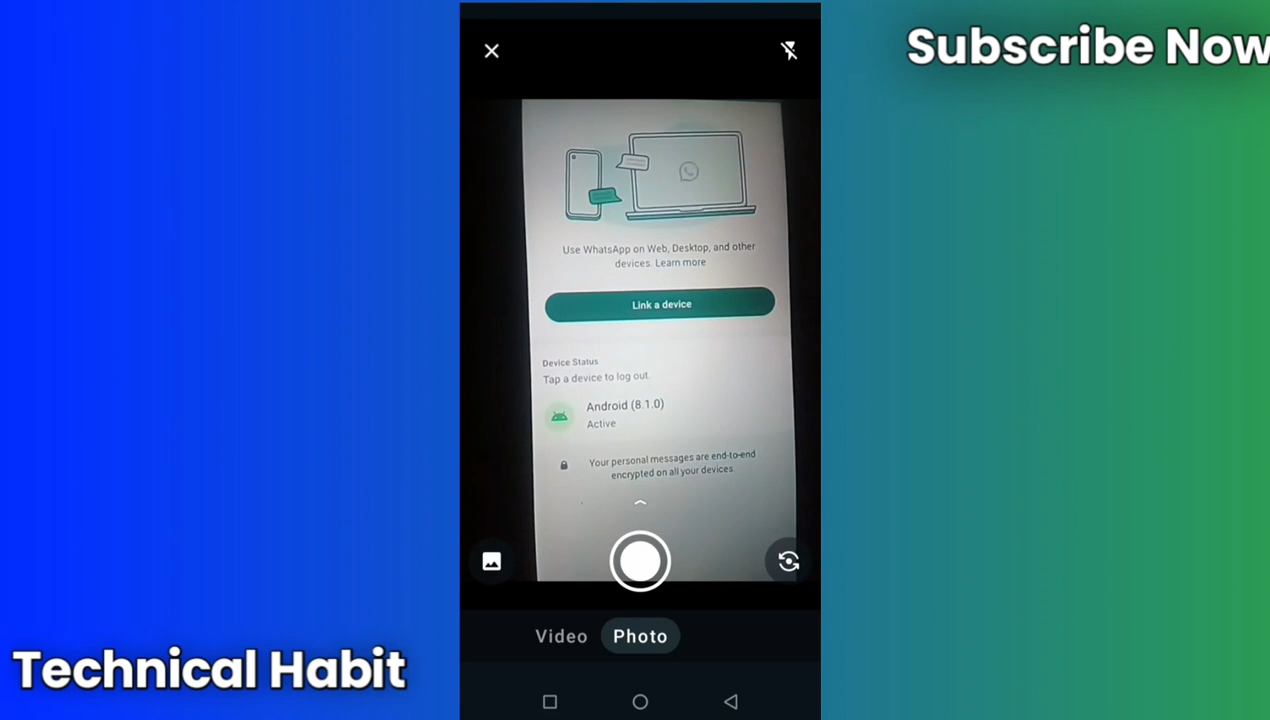 Subscribe Now
Use WhatsApp on Web, Desktop, and other
devices. Learn more
Link a device
Device Status
Tap a device to log out.
Android (8.1.0)
Active
Your personal messages are end-to-end
encrypted on all your devices.
Video
Photo
Technical Habit